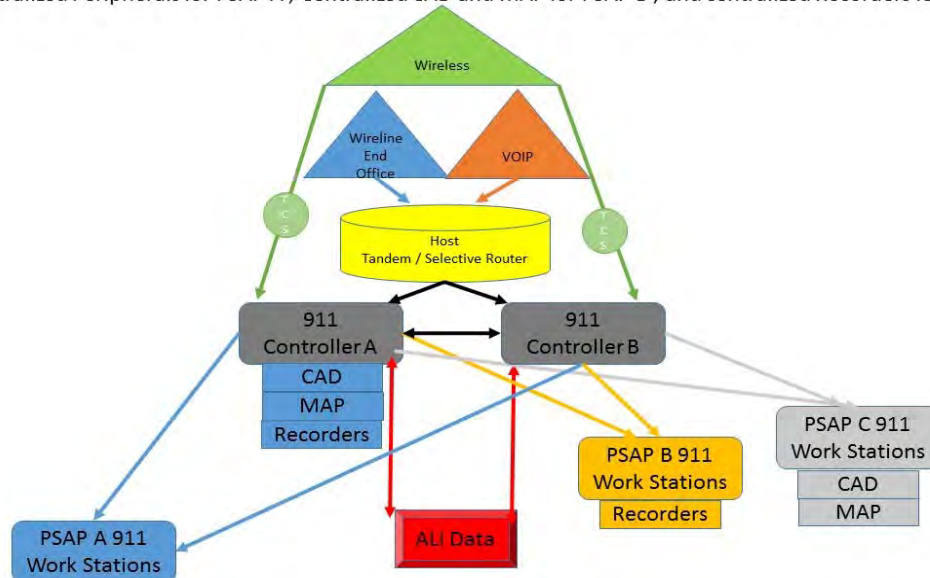 Wireless
Wireline
End
Office
VOIP
T
C
S
T
C
S
Host
Tandem / Selective Router
911
Controller A
911
Controller B
CAD
MAP
Recorders
PSAP C 911
Work Stations
CAD
MAP
PSAP B 911
Work Stations
Recorders
ALI Data
PSAP A 911
Work Stations